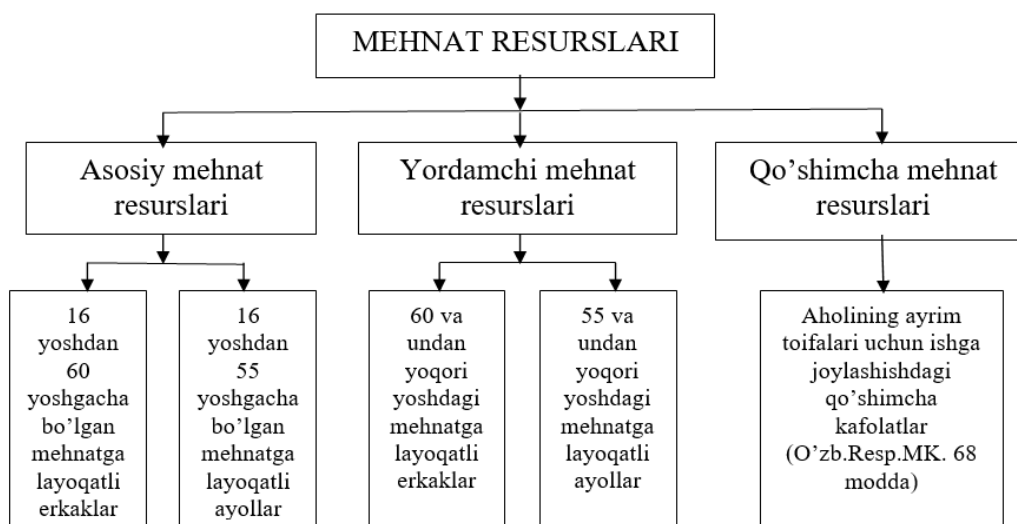 MEHNAT RESURSLARI
Asosiy mehnat
resurslari
Yordamchi mehnat
resurslari
Qo’shimcha mehnat
resurslari
16
yoshdan
60
yoshgacha
bo’lgan
mehnatga
layoqatli
erkaklar
16
yoshdan
55
yoshgacha
bo’lgan
mehnatga
layoqatli
ayollar
60 va
undan
yoqori
yoshdagi
mehnatga
layoqatli
erkaklar
55 va
undan
yoqori
yoshdagi
mehnatga
layoqatli
ayollar
Aholining ayrim
toifalari uchun ishga
joylashishdagi
qo’shimcha
kafolatlar
(O’zb.Resp.MK. 68
modda)